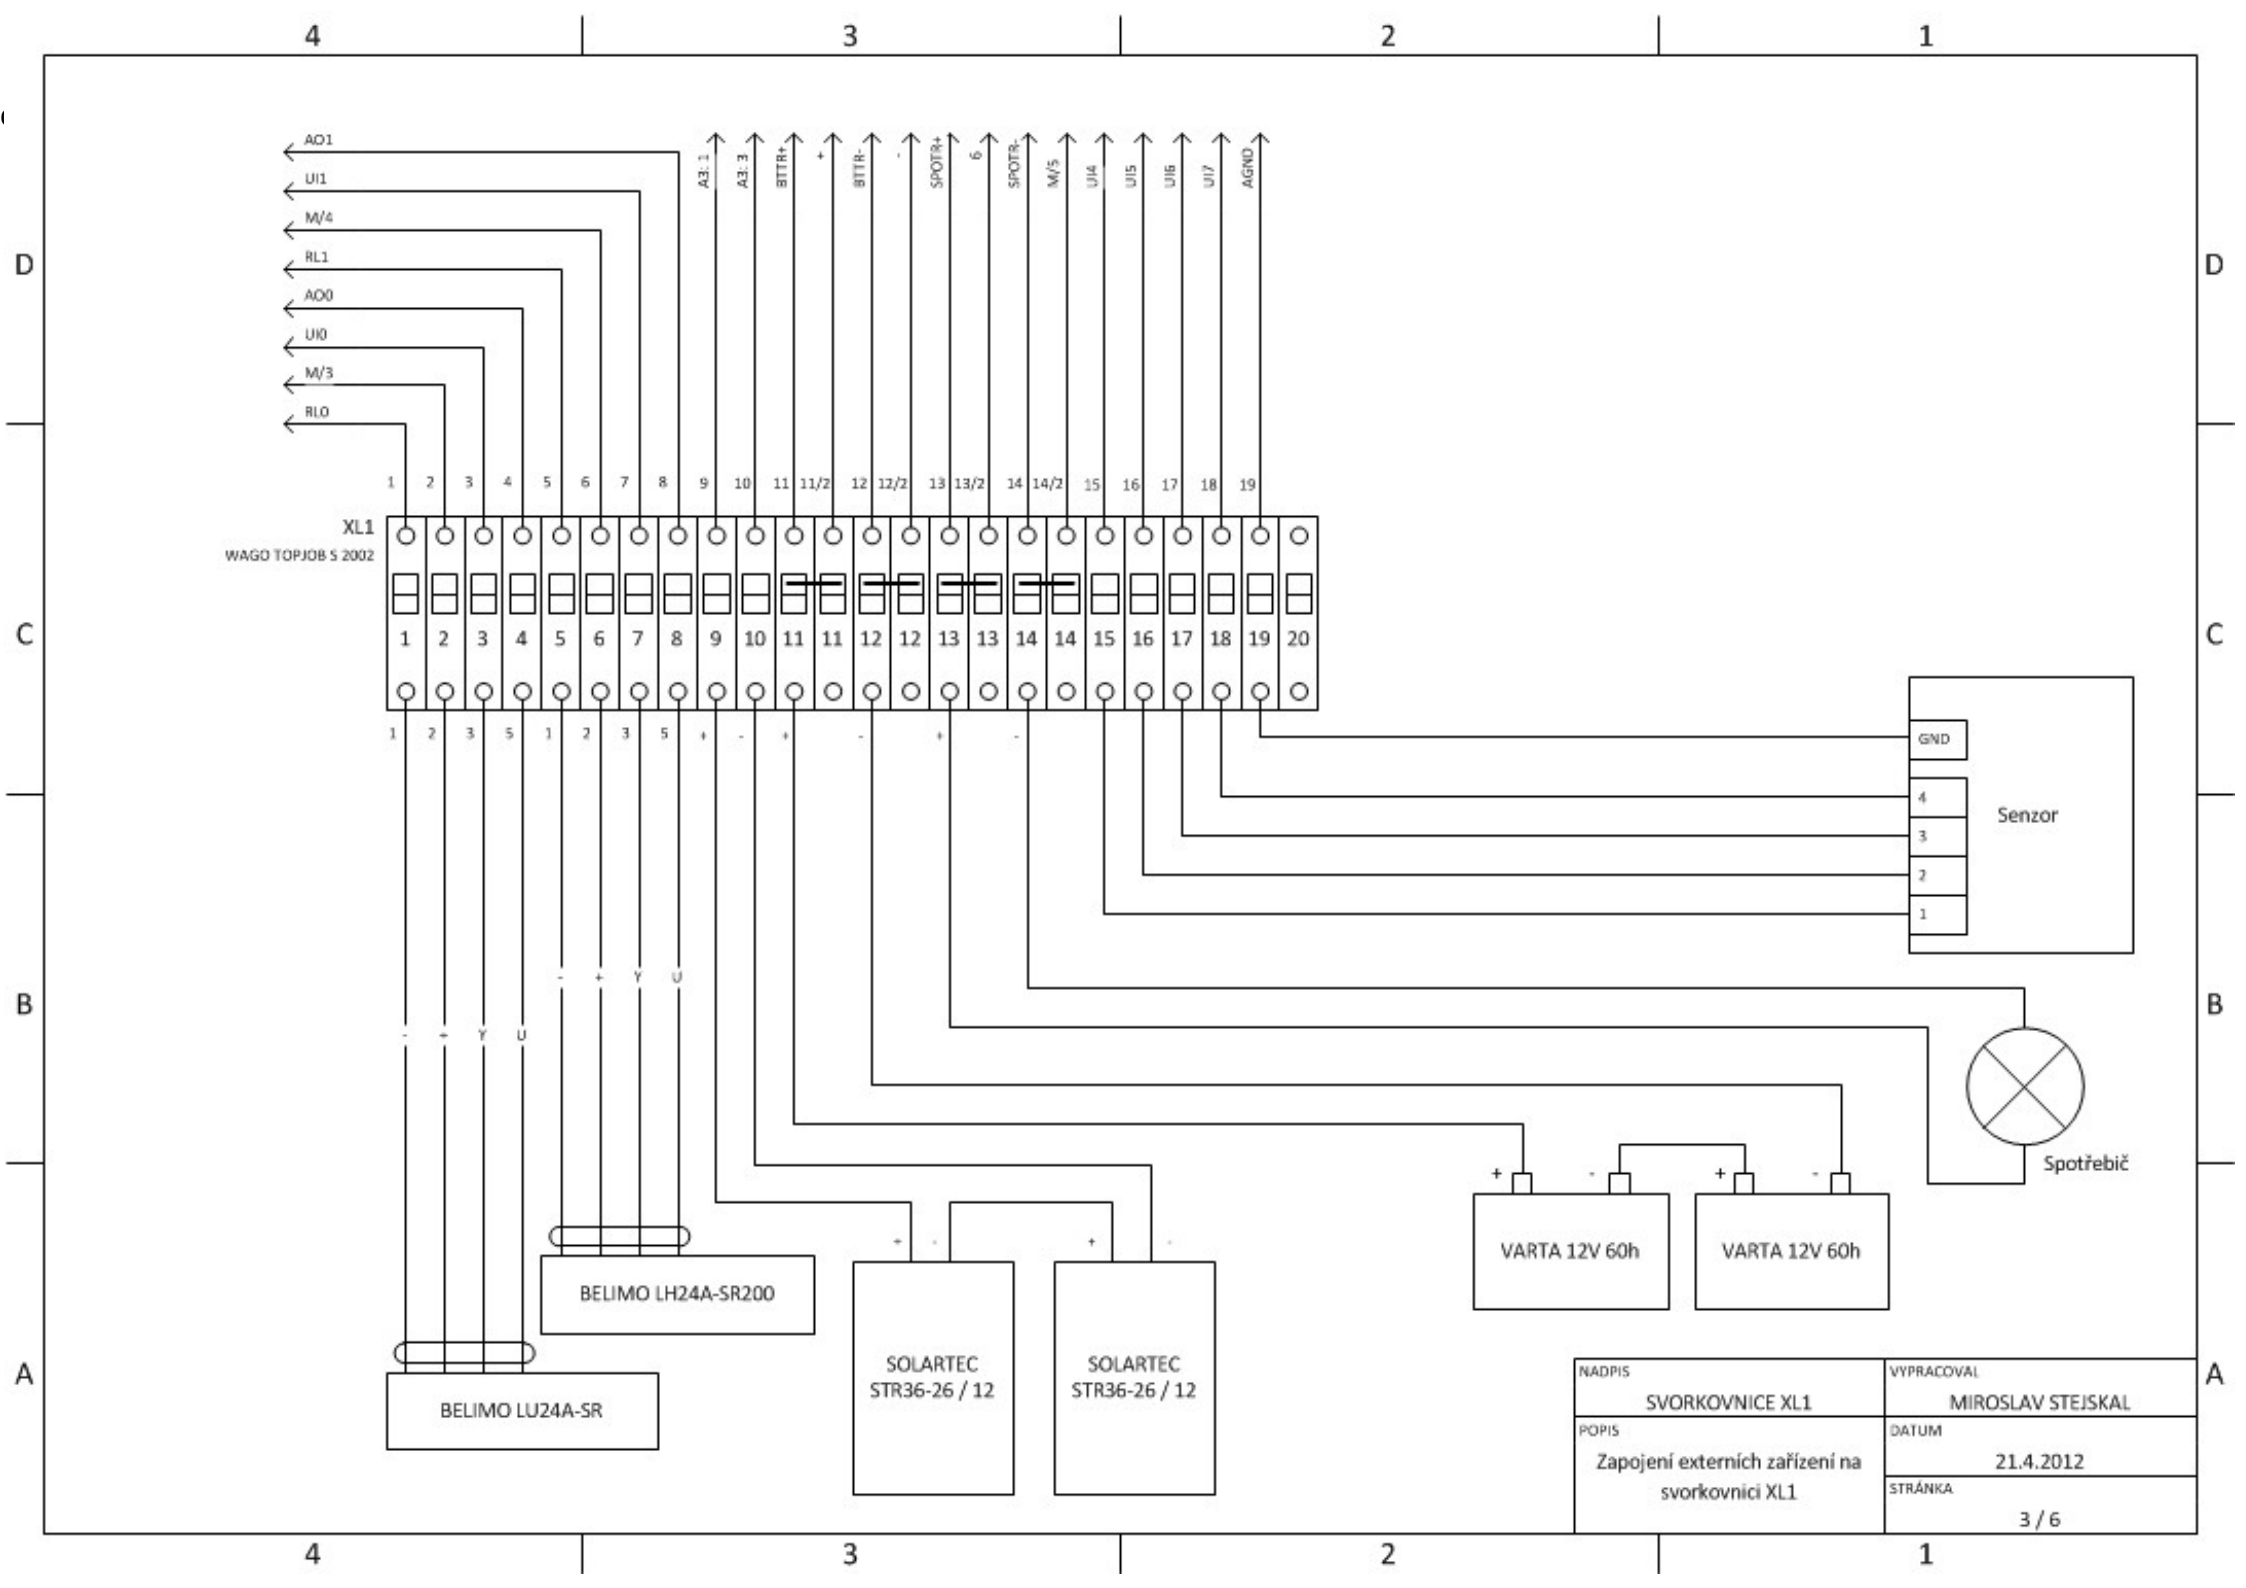 4 3 2 1
AO1
UI1
M/4
RL1
AO0
UI0
M/3
RL0
A3: 1 A3: 3 BTTR+ + BTTR- - SPOTR+ 6 SPOTR- M/5 UI4 UI5 UI6 UI7 AGND
D D
1 2 3 4 5 6 7 8 9 10 11 11/2 12 12/2 13 13/2 14 14/2 15 16 17 18 19
XL1
WAGO TOPJOB S 2002
C 1 2 3 4 5 6 7 8 9 10 11 11 12 12 13 13 14 14 15 16 17 18 19 20 C
1 2 3 5 1 2 3 5 + - + - + -
GND
4
3
2
1
Senzor
- + Y U
- + Y U
B B
Spotřebič
+ - + -
VARTA 12V 60h VARTA 12V 60h
+ - + -
BELIMO LH24A-SR200
BELIMO LU24A-SR
SOLARTEC
STR36-26 / 12
SOLARTEC
STR36-26 / 12
A A
NADPIS
SVORKOVNICE XL1
VYPRACOVAL
MIROSLAV STEJSKAL
POPIS
Zapojení externích zařízení na
svorkovnici XL1
DATUM
21.4.2012
STRÁNKA
3 / 6
4 3 2 1